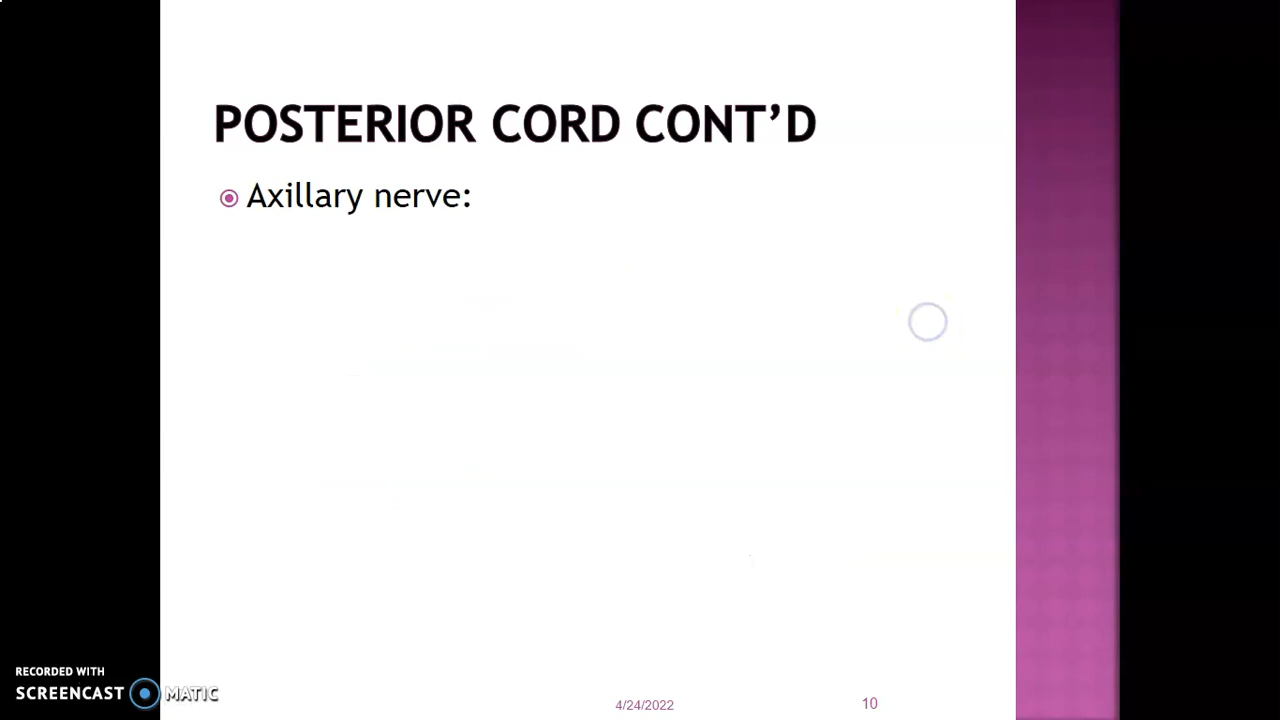 POSTERIOR CORD CONT’D
Axillary nerve:
RECORDED WITH
SCREENCAST MATIC
4/24/2022
10